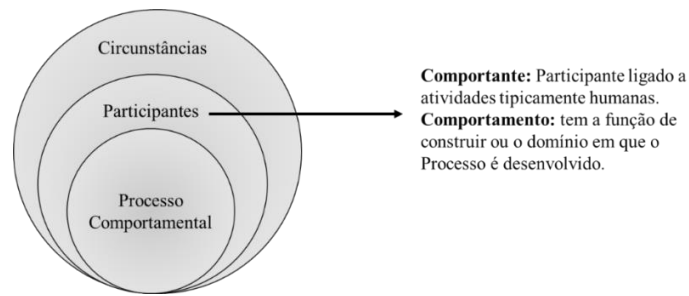 Circunstâncias
Participantes
Processo
Comportamental
Comportante: Participante ligado a
atividades tipicamente humanas.
Comportamento: tem a função de
construir ou o domínio em que o
Processo é desenvolvido.